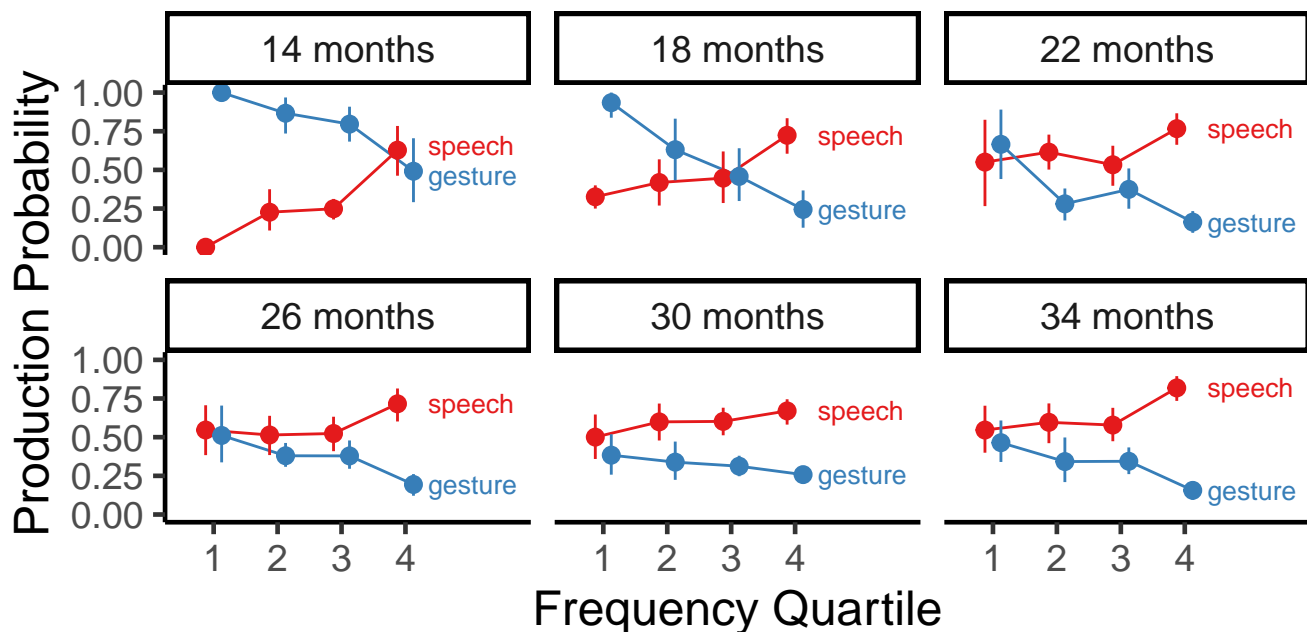 14 months
18 months
22 months
Production Probability
1.00
0.75
0.50
0.25
0.00
speech
gesture
speech
gesture
speech
gesture
26 months
30 months
34 months
1.00
0.75
0.50
0.25
0.00
speech
gesture
speech
gesture
speech
gesture
1 2 3 4
1 2 3 4
1 2 3 4
Frequency Quartile